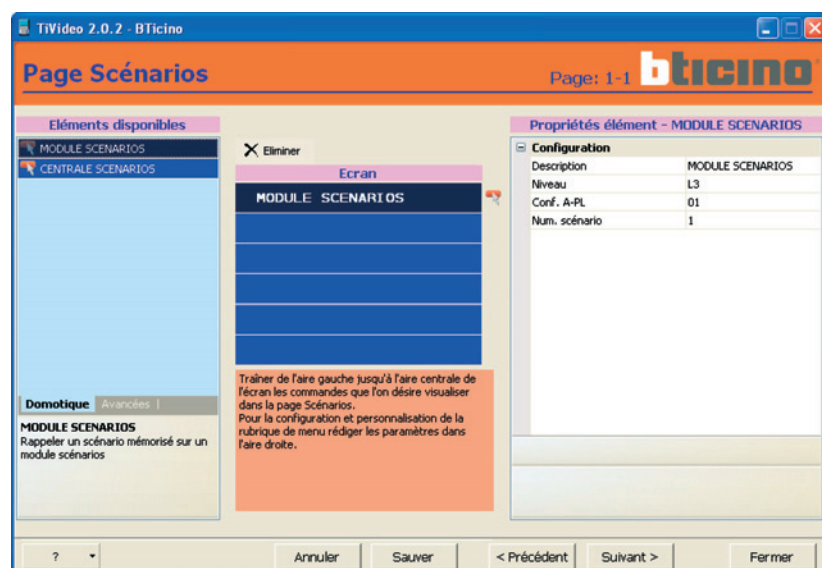 TiVideo 2.0.2 - BTicino
Page Scénarios
Page: 1-1
bticino
Eléments disponibles
MODULE SCENARIOS
CENTRALE SCENARIOS
Domotique
Avancées
MODULE SCENARIOS
Rappeler un scénario mémorisé sur un
module scénarios
Eliminer
Ecran
MODULE SCENARIOS
Traîner de l'aire gauche jusqu'à l'aire centrale de
l'écran les commandes que l'on désire visualiser
dans la page Scénarios.
Pour la configuration et personnalisation de la
rubrique de menu rédiger les paramètres dans
l'aire droite.
Propriétés élément - MODULE SCENARIOS
Configuration
Description MODULE SCENARIOS
Niveau L3
Conf. A-PL 01
Num. scénario 1
?
Annuler
Sauver
< Précédent
Suivant >
Fermer